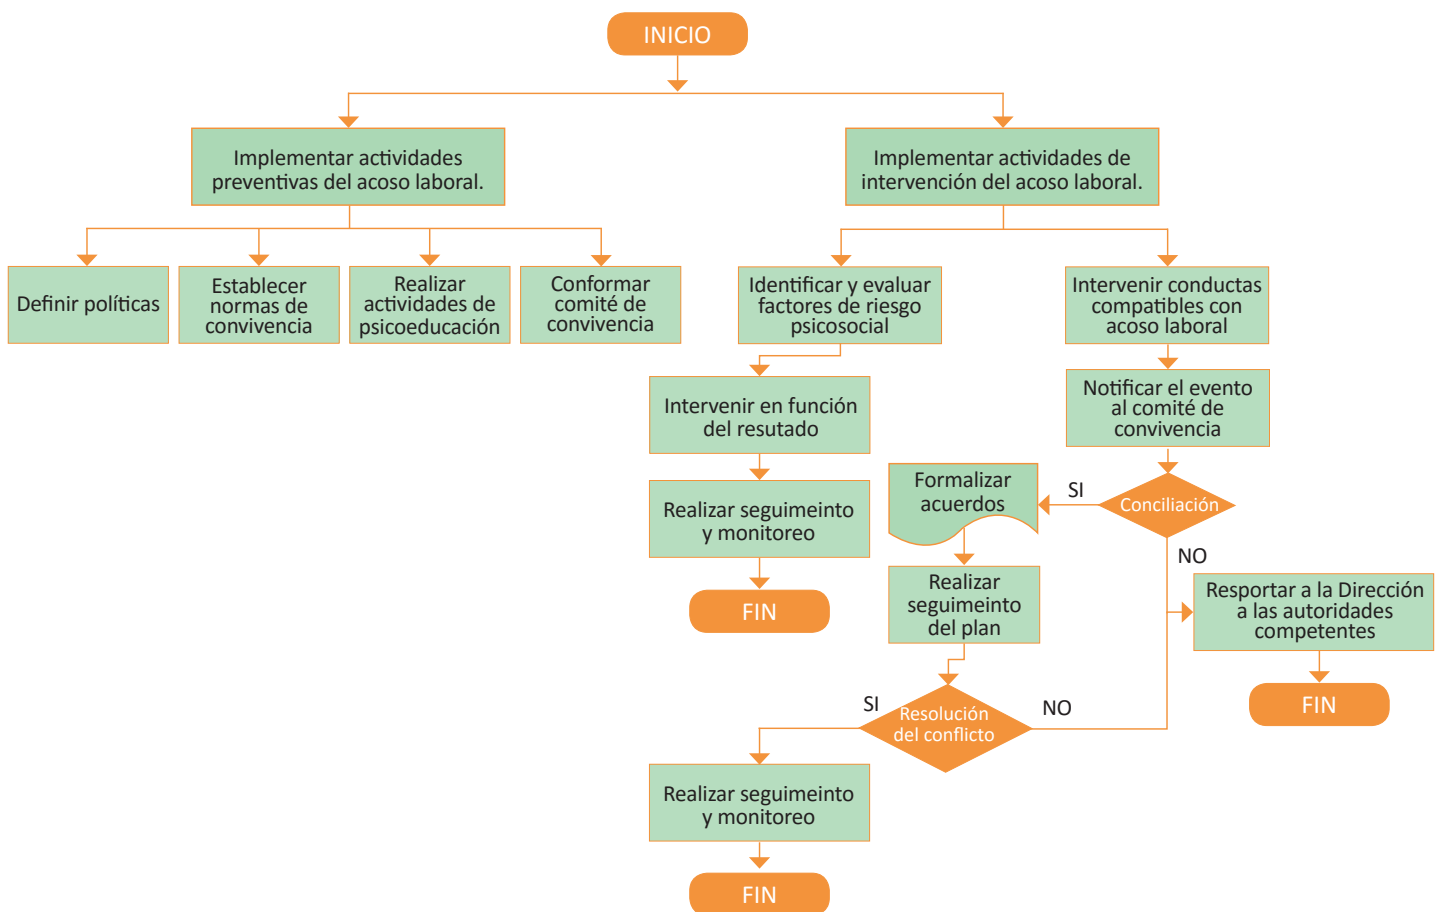 INICIO
Implementar actividades
preventivas del acoso laboral.
Implementar actividades de
intervención del acoso laboral.
Definir políticas
Establecer
normas de
convivencia
Realizar
actividades de
psicoeducación
Conformar
comité de
convivencia
Identificar y evaluar
factores de riesgo
psicosocial
Intervenir conductas
compatibles con
acoso laboral
Intervenir en función
del resutado
Notificar el evento
al comité de
convivencia
Realizar seguimeinto
y monitoreo
FIN
Formalizar
acuerdos
SI
Conciliación
NO
Realizar
seguimeinto
del plan
Resportar a la Dirección
a las autoridades
competentes
FIN
SI
Resolución
del conflicto
NO
Realizar seguimeinto
y monitoreo
FIN